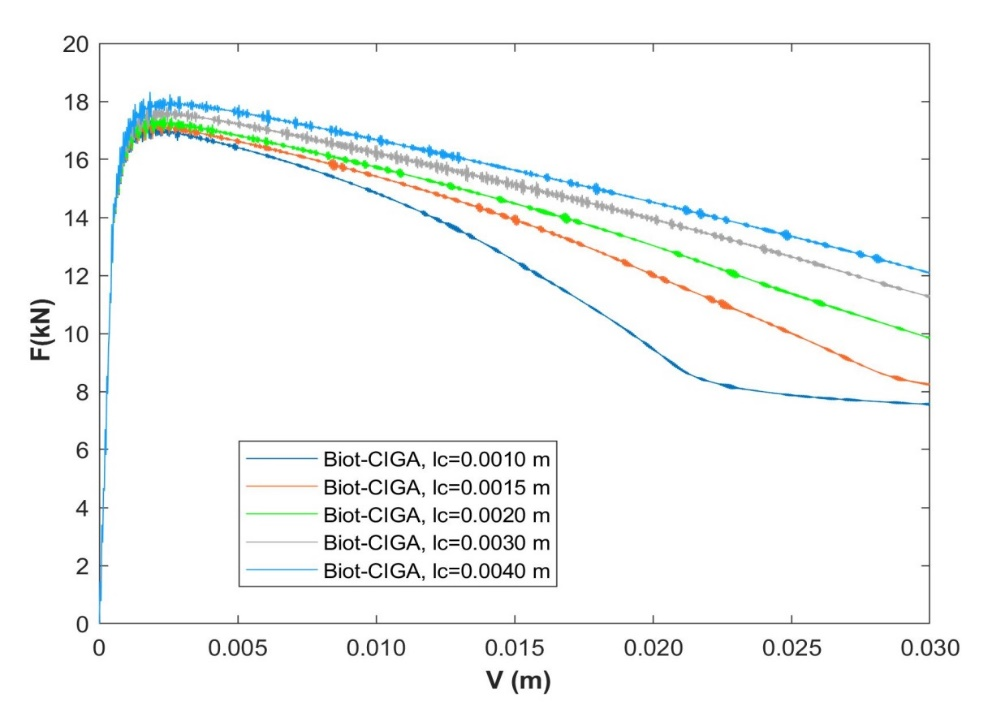 20
18
16
14
12
10
8
6
4
2
0
F(kN)
Biot-CIGA, lc=0.0010 m
Biot-CIGA, lc=0.0015 m
Biot-CIGA, lc=0.0020 m
Biot-CIGA, lc=0.0030 m
Biot-CIGA, lc=0.0040 m
0 0.005 0.010 0.015 0.020 0.025 0.030
V (m)